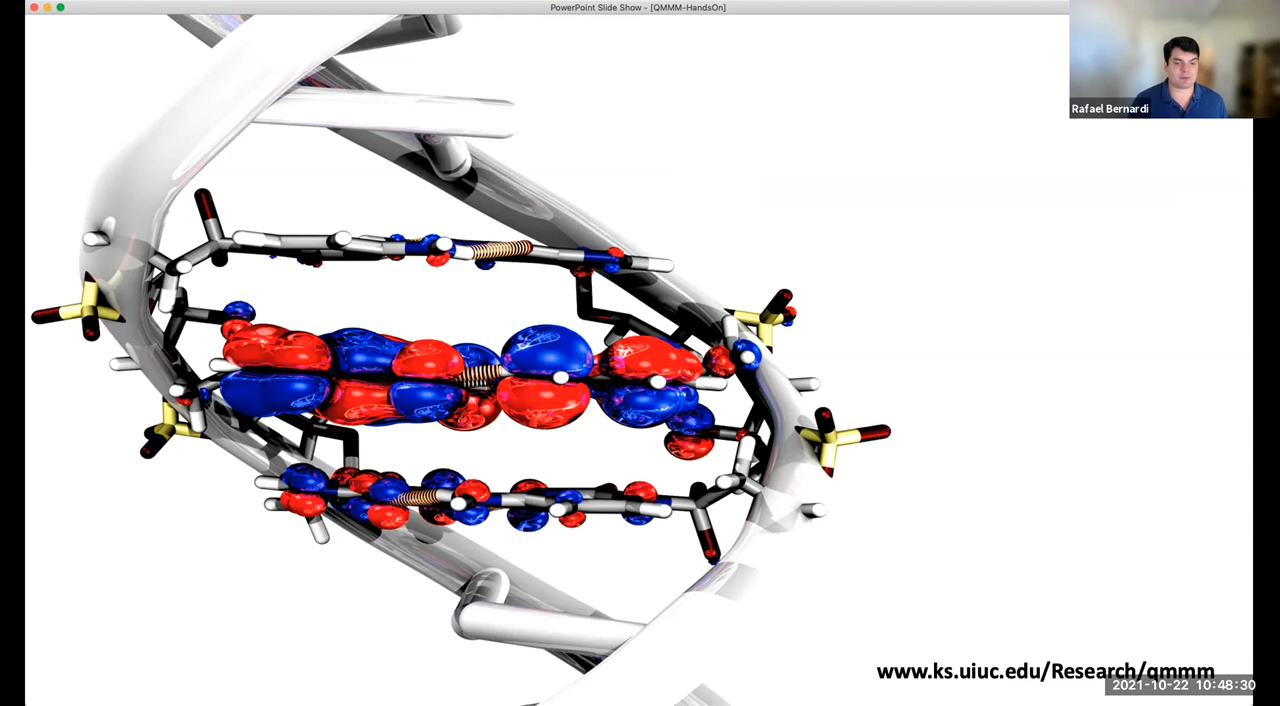 PowerPoint Slide Show - [QMMM-HandsOn]
Rafael Bernardi
www.ks.uiuc.edu/Research/qmmm
2021-10-22 10:48:30